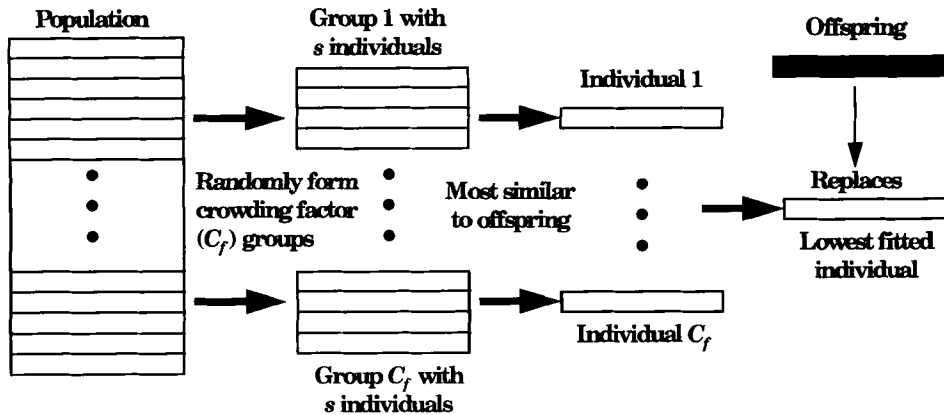 Population
Group 1 with
s individuals
Individual 1
Offspring
Randomly form
crowding factor
(C_f) groups
Most similar
to offspring
Replaces
Lowest fitted
individual
Group C_f with
s individuals
Individual C_f